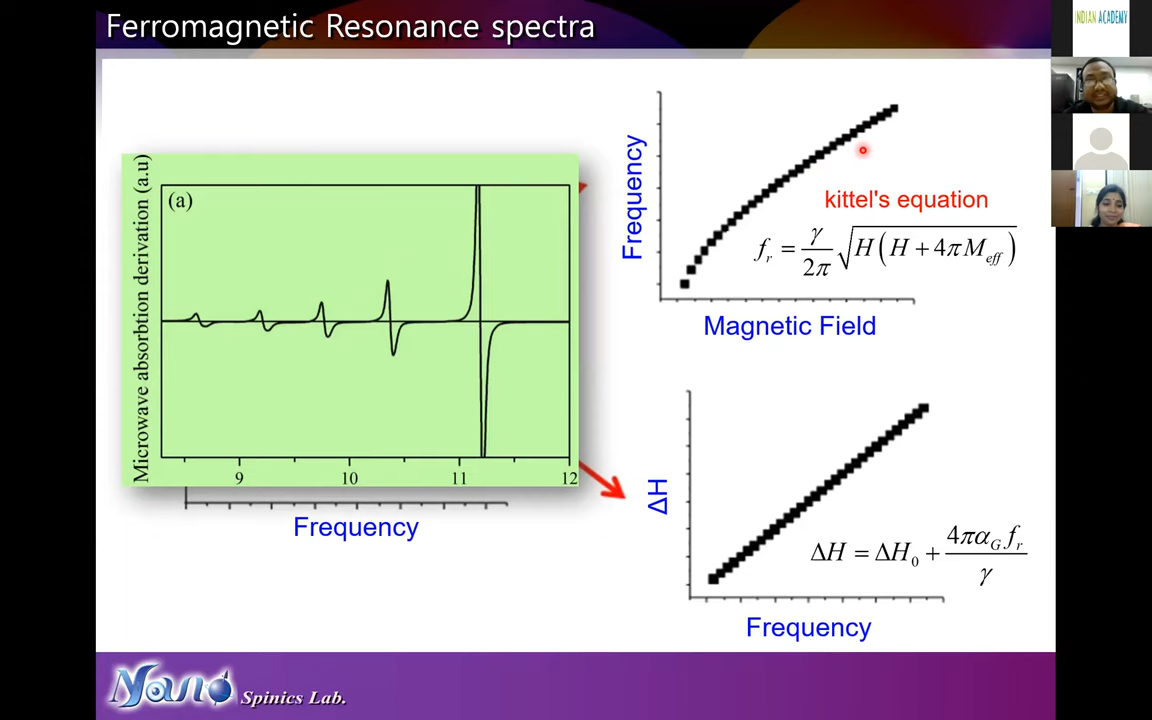 Ferromagnetic Resonance spectra
INDIAN ACADEMY
Microwave absorbtion derivation (a.u)
(a)
9 10 11 12
Frequency
Frequency
kittel's equation
f_r = γ/2π √H(H + 4πM_eff)
Magnetic Field
ΔH
ΔH = ΔH_0 + 4πα_G f_r/γ
Frequency
Nano Spinics Lab.